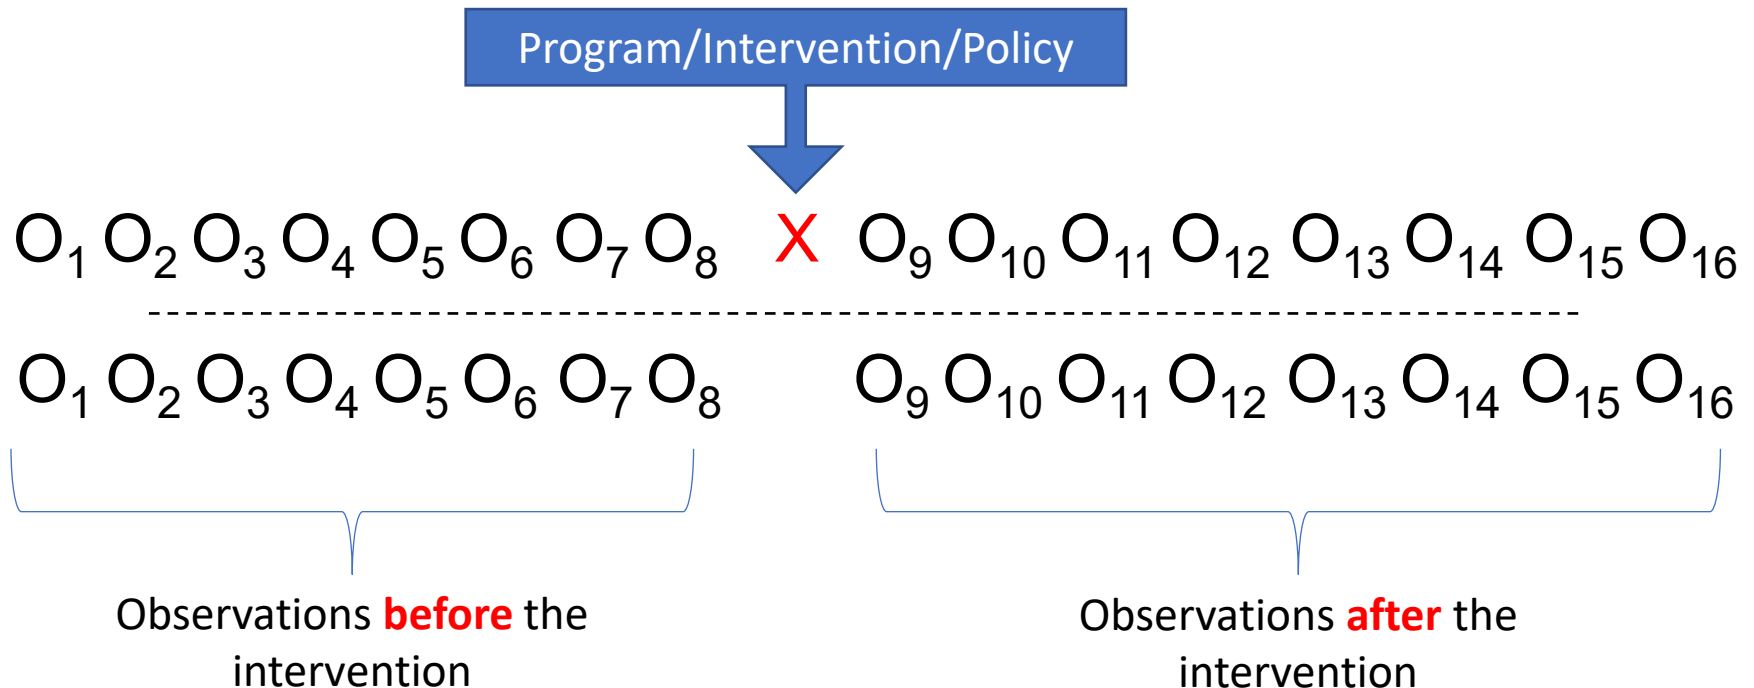 Program/Intervention/Policy
O₁ O₂ O₃ O₄ O₅ O₆ O₇ O₈ X O₉ O₁₀ O₁₁ O₁₂ O₁₃ O₁₄ O₁₅ O₁₆
O₁ O₂ O₃ O₄ O₅ O₆ O₇ O₈ O₉ O₁₀ O₁₁ O₁₂ O₁₃ O₁₄ O₁₅ O₁₆
Observations before the
intervention
Observations after the
intervention